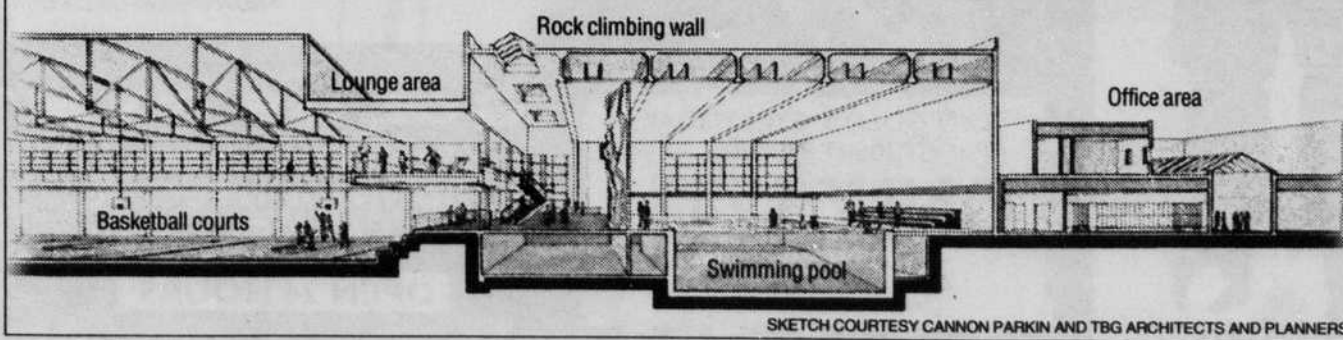 Rock climbing wall
Lounge area
Office area
Basketball courts
Swimming pool
SKETCH COURTESY CANNON PARKIN AND TBG ARCHITECTS AND PLANNERS